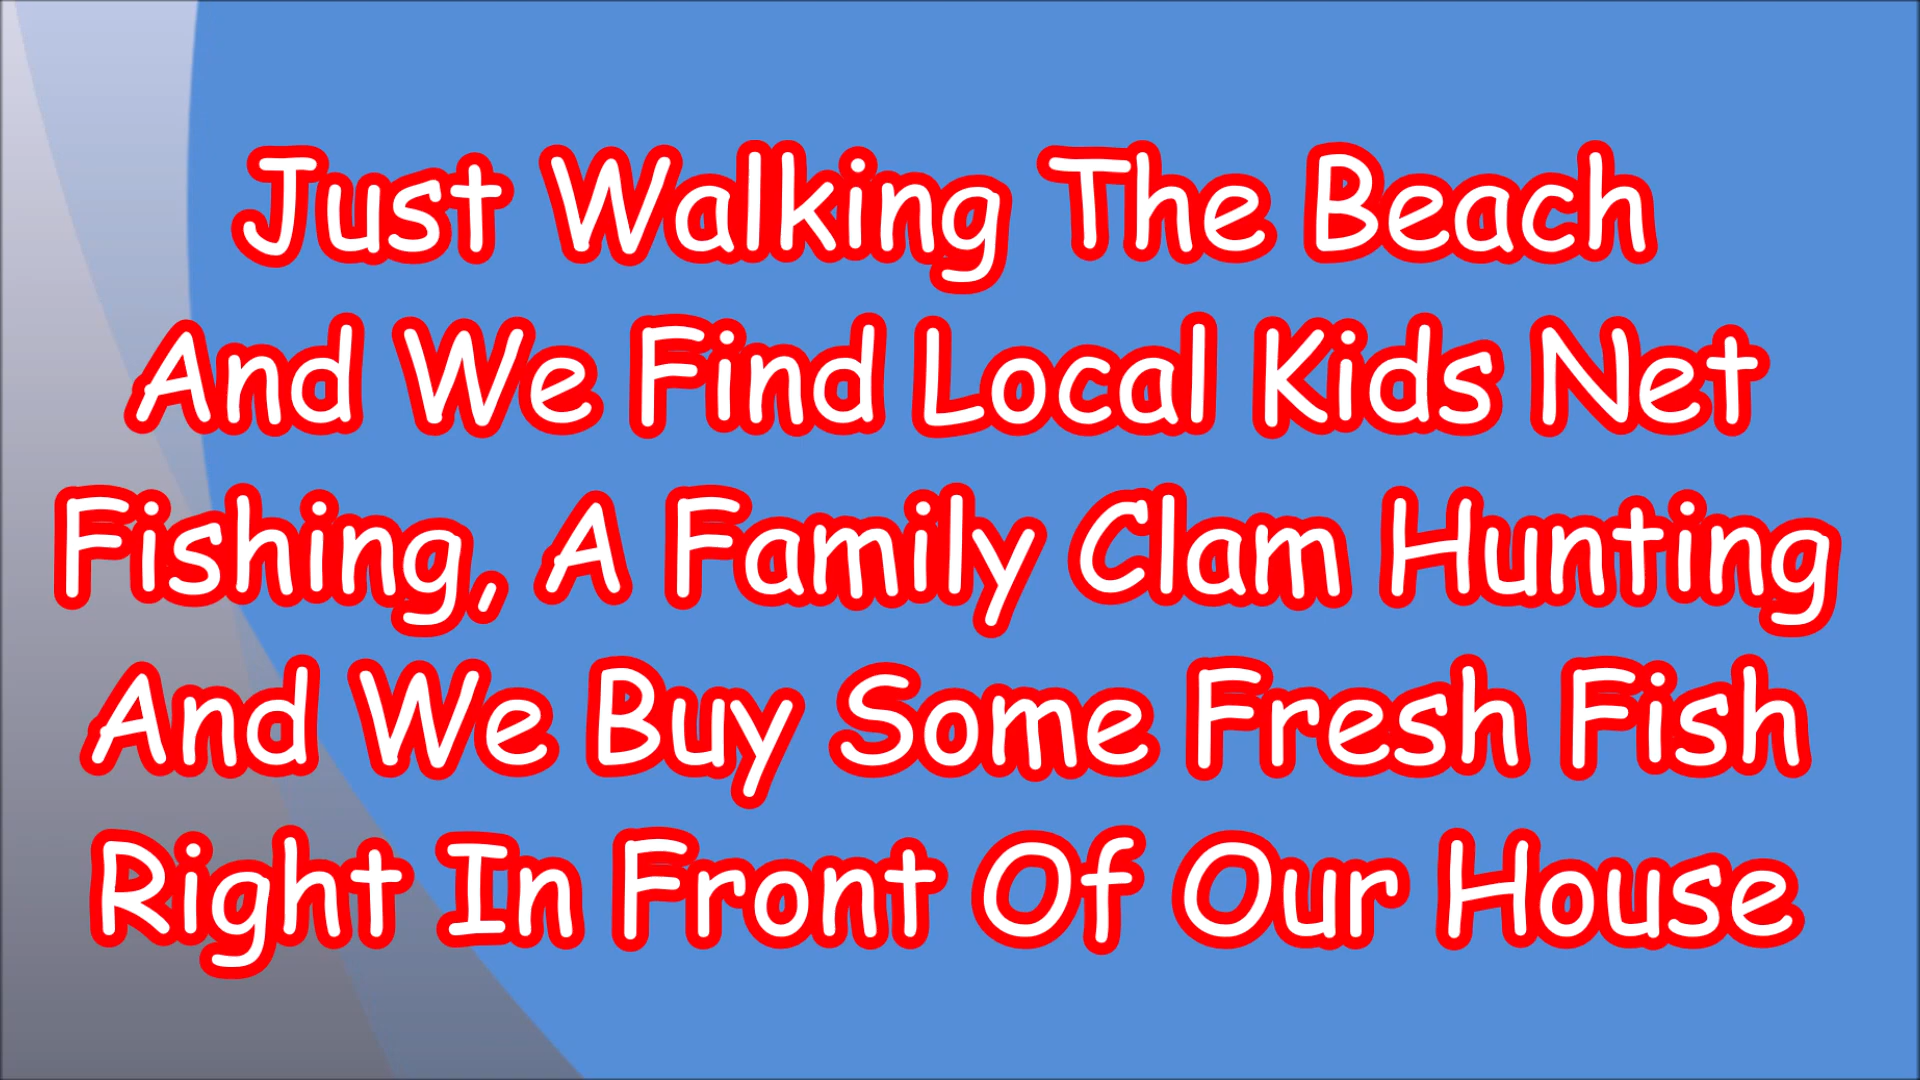 Just Walking The Beach
And We Find Local Kids Net
Fishing, A Family Clam Hunting
And We Buy Some Fresh Fish
Right In Front Of Our House